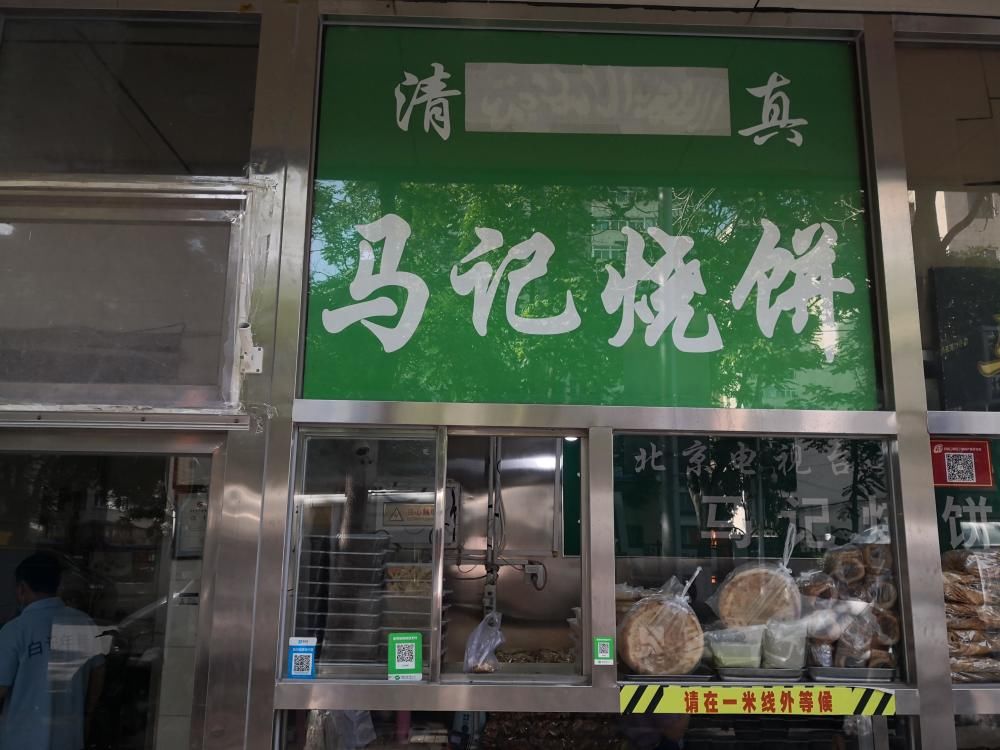 清 真
马记烧饼
北京电视台
马记烧饼
请在一米线外等候